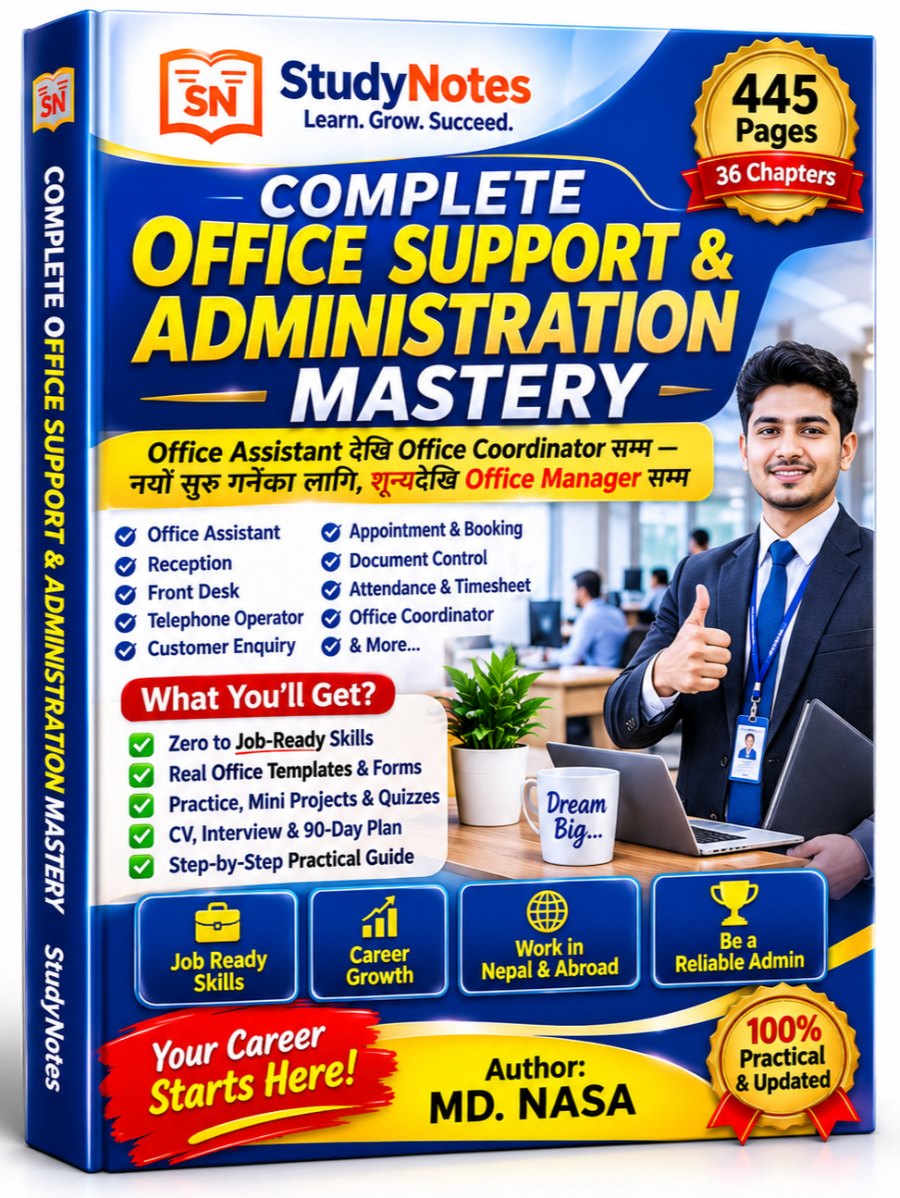 SN
StudyNotes
Learn. Grow. Succeed.
445
Pages
36 Chapters
COMPLETE
OFFICE SUPPORT &
ADMINISTRATION
MASTERY
Office Assistant देखि Office Coordinator सम्म –
नयाँ सुरु गर्नेका लागि, शून्यदेखि Office Manager सम्म
Office Assistant
Reception
Front Desk
Telephone Operator
Customer Enquiry
Appointment & Booking
Document Control
Attendance & Timesheet
Office Coordinator
& More...
What You'll Get?
Zero to Job-Ready Skills
Real Office Templates & Forms
Practice, Mini Projects & Quizzes
CV, Interview & 90-Day Plan
Step-by-Step Practical Guide
Dream
Big...
Job Ready
Skills
Career
Growth
Work in
Nepal & Abroad
Be a
Reliable Admin
Your Career
Starts Here!
Author:
MD. NASA
100%
Practical
& Updated
SN
COMPLETE OFFICE SUPPORT & ADMINISTRATION MASTERY
StudyNotes